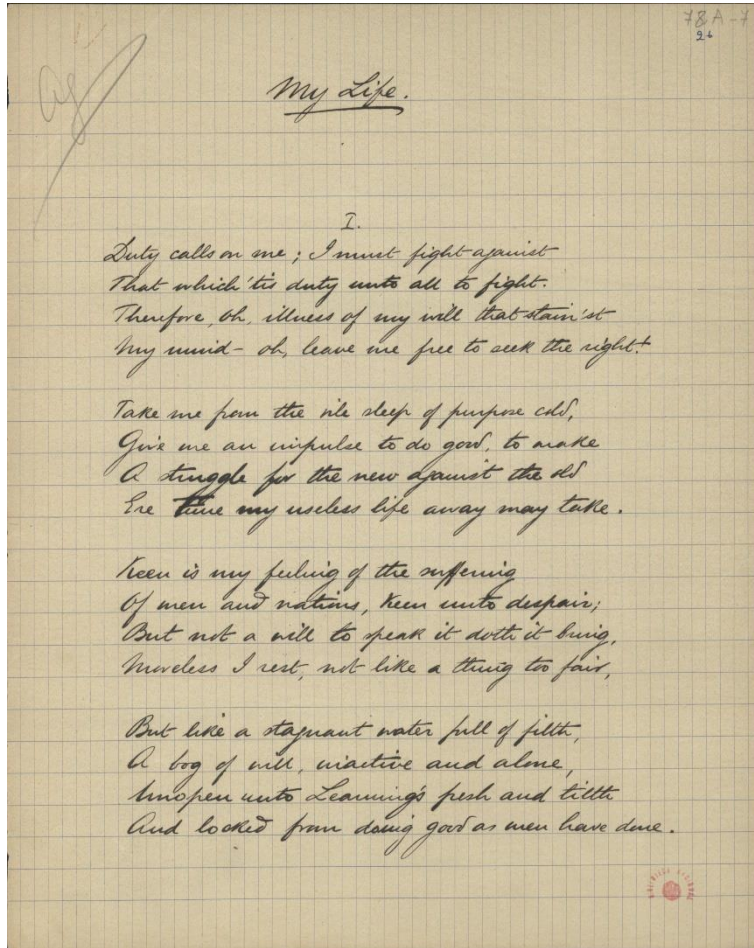 78A-7
26
My Life.
I.
Duty calls on me; I must fight against
That which 'tis duty unto all to fight.
Therefore, oh, illness of my will that stain'st
My mind - oh, leave me free to seek the right!
Take me from the vile sleep of purpose cold,
Give me an impulse to do good, to make
A struggle for the new against the old
Ere time my useless life away may take.
Keen is my feeling of the suffering
Of men and nations, keen unto despair;
But not a will to speak it doth it bring,
Moveless I rest, not like a thing too fair,
But like a stagnant water full of filth,
A bog of will, inactive and alone,
Unopen unto Learning's fresh and tilth
And locked from doing good as men have done.